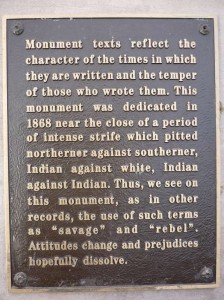 Monument texts reflect the
character of the times in which
they are written and the temper
of those who wrote them. This
monument was dedicated in
1868 near the close of a period
of intense strife which pitted
northerner against southerner,
Indian against white, Indian
against Indian. Thus, we see on
this monument, as in other
records, the use of such terms
as “savage” and “rebel”.
Attitudes change and prejudices
hopefully dissolve.